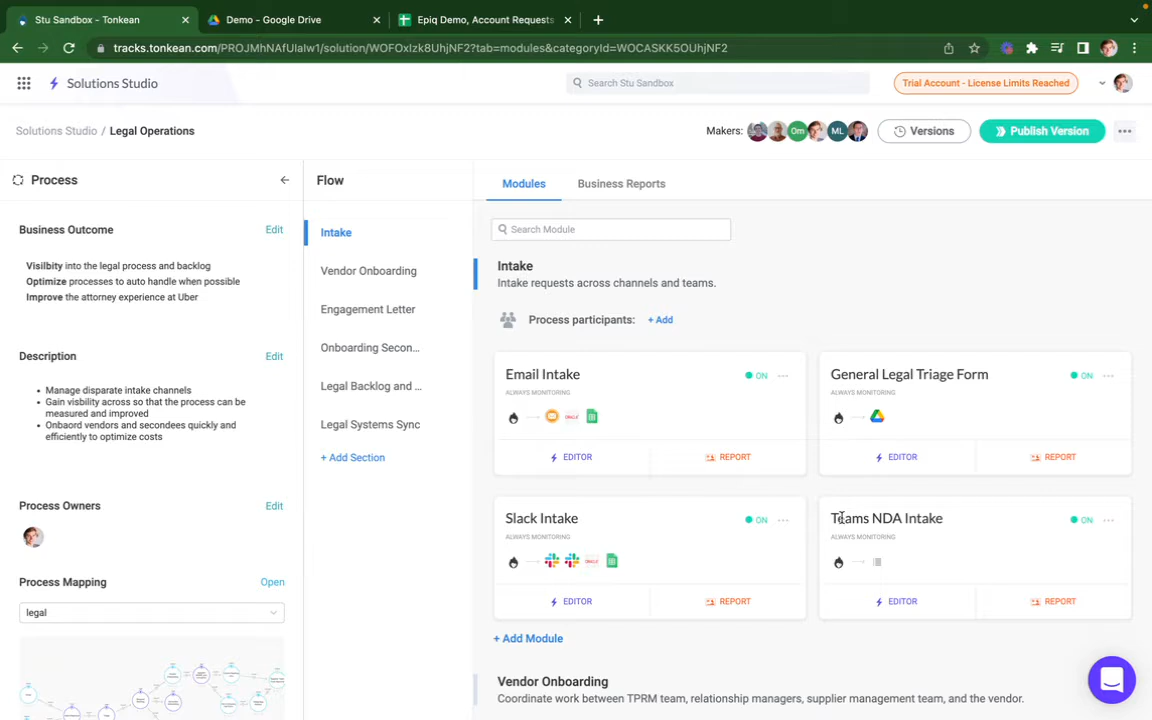 Stu Sandbox - Tonkean
Demo - Google Drive
Epiq Demo, Account Requests
tracks.tonkean.com/PROJMhNAfUlalw1/solution/WOFOxlzk8UhjNF2?tab=modules&categoryId=WOCASKK5OUhjNF2
Solutions Studio
Search Stu Sandbox
Trial Account - License Limits Reached
Solutions Studio / Legal Operations
Makers:
Om
ML
Versions
Publish Version
Process
Business Outcome
Edit
Visilbity into the legal process and backlog
Optimize processes to auto handle when possible
Improve the attorney experience at Uber
Description
Edit
Manage disparate intake channels
Gain visbility across so that the process can be
measured and improved
Onbaord vendors and secondees quickly and
efficiently to optimize costs
Process Owners
Edit
Process Mapping
Open
legal
Flow
Intake
Vendor Onboarding
Engagement Letter
Onboarding Secon...
Legal Backlog and ...
Legal Systems Sync
+ Add Section
Modules
Business Reports
Search Module
Intake
Intake requests across channels and teams.
Process participants:
+ Add
Email Intake
ON
ALWAYS MONITORING
ORACLE
EDITOR
REPORT
General Legal Triage Form
ON
ALWAYS MONITORING
EDITOR
REPORT
Slack Intake
ON
ALWAYS MONITORING
ORACLE
EDITOR
REPORT
Teams NDA Intake
ON
ALWAYS MONITORING
EDITOR
REPORT
+ Add Module
Vendor Onboarding
Coordinate work between TPRM team, relationship managers, supplier management team, and the vendor.